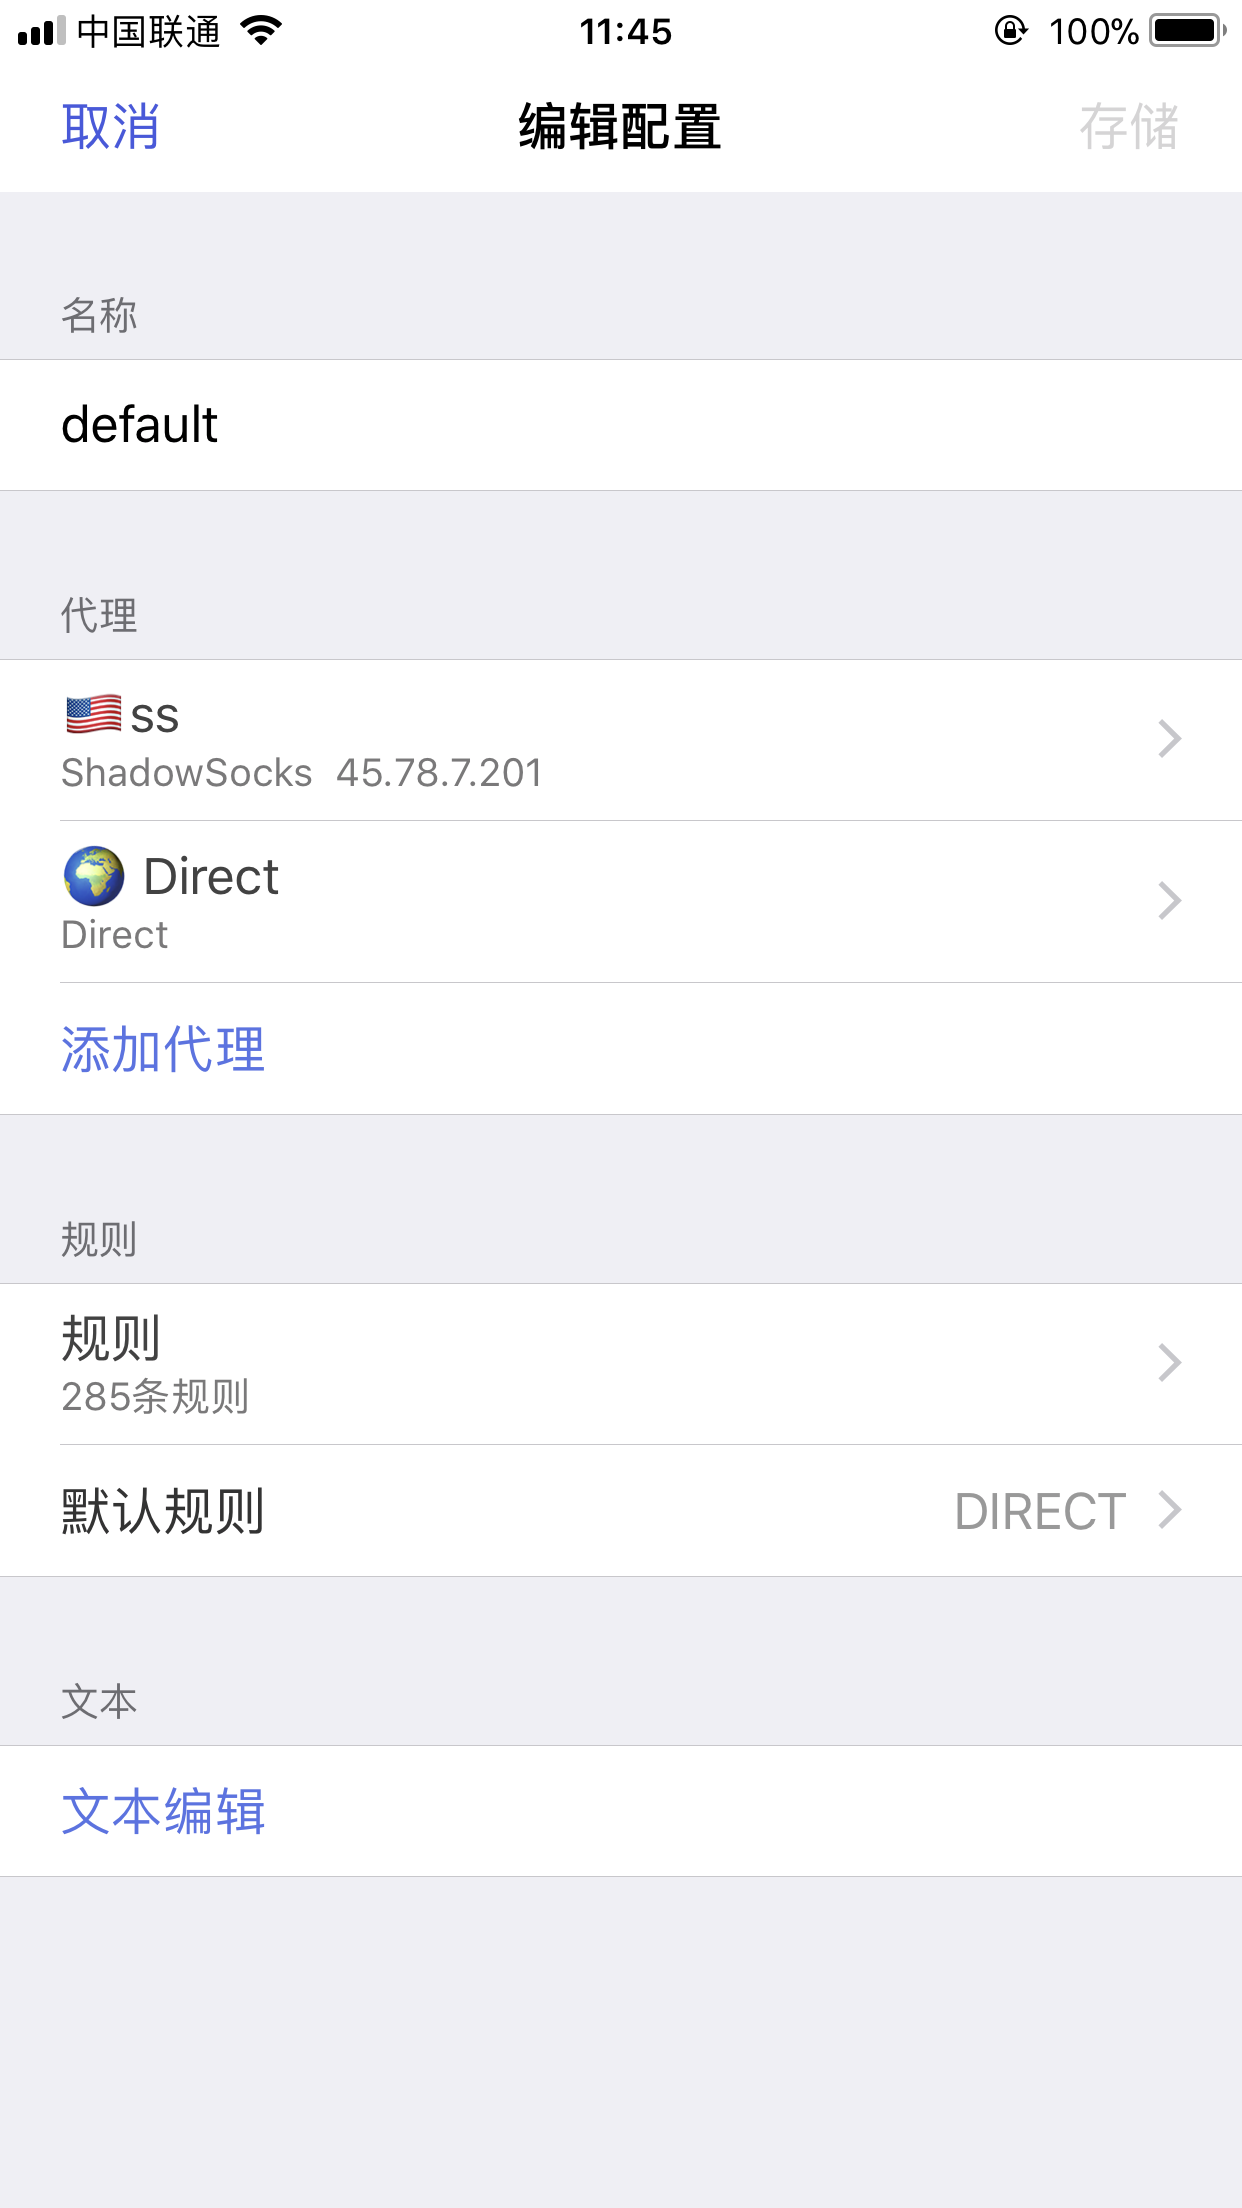 中国联通 11:45 100%
取消 编辑配置 存储
名称
default
代理
🇺🇸ss
ShadowSocks 45.78.7.201
🌍 Direct
Direct
添加代理
规则
规则
285条规则
默认规则 DIRECT
文本
文本编辑